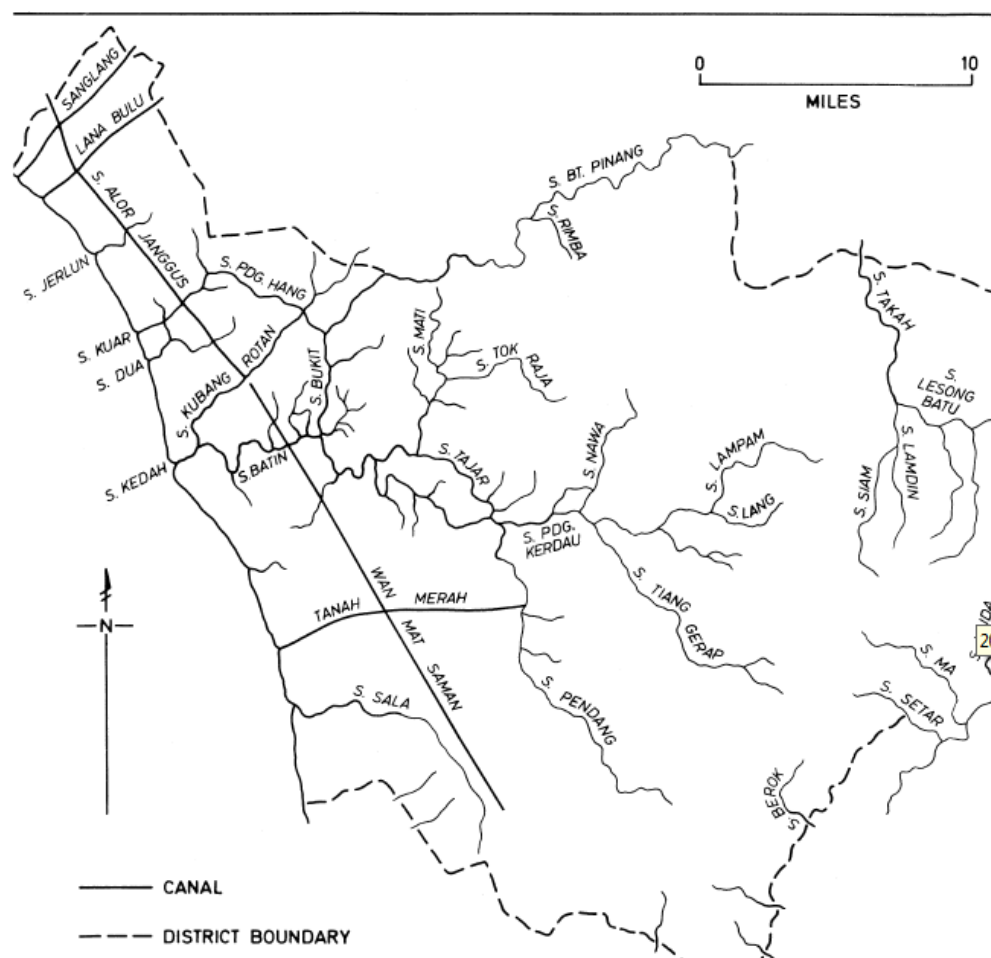 SANGLANG
0 10
MILES
LANA BULU
S. BT. PINANG
S. ALOR
JANGGUS
S. RIMBA
S. JERLUN
S. PDG. HANG
S. TAKAH
S. KUAR
S. DUA
S. MATI
S. TOK RAJA
S. KUBANG ROTAN
S. BUKIT
S. LESONG
BATU
S. KEDAH
S. BATIN
S. TAJAR
S. NAWA
S. LAMPAM
S. LANG
S. SIAM
S. LAMDIN
S. PDG.
KERDAU
S. TIANG
GERAP
TANAH MERAH
WAN
MAT
SAMAN
N
S. MA
S. SETAR
S. SALA
S. PENDANG
S. BEROK
CANAL
DISTRICT BOUNDARY